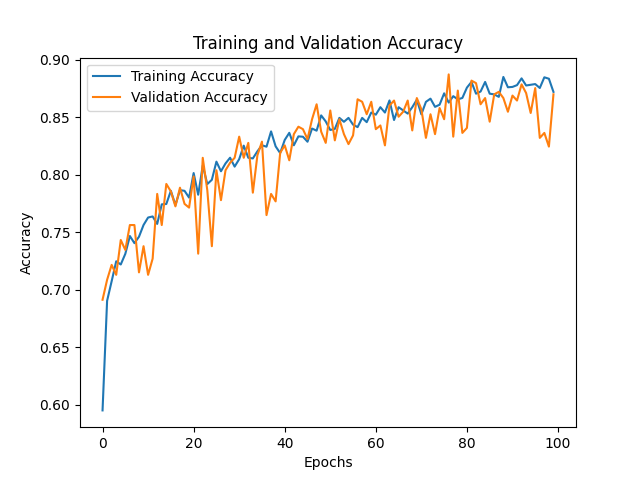 Training and Validation Accuracy
Training Accuracy
Validation Accuracy
0.90
0.85
0.80
0.75
0.70
0.65
0.60
Accuracy
0 20 40 60 80 100
Epochs